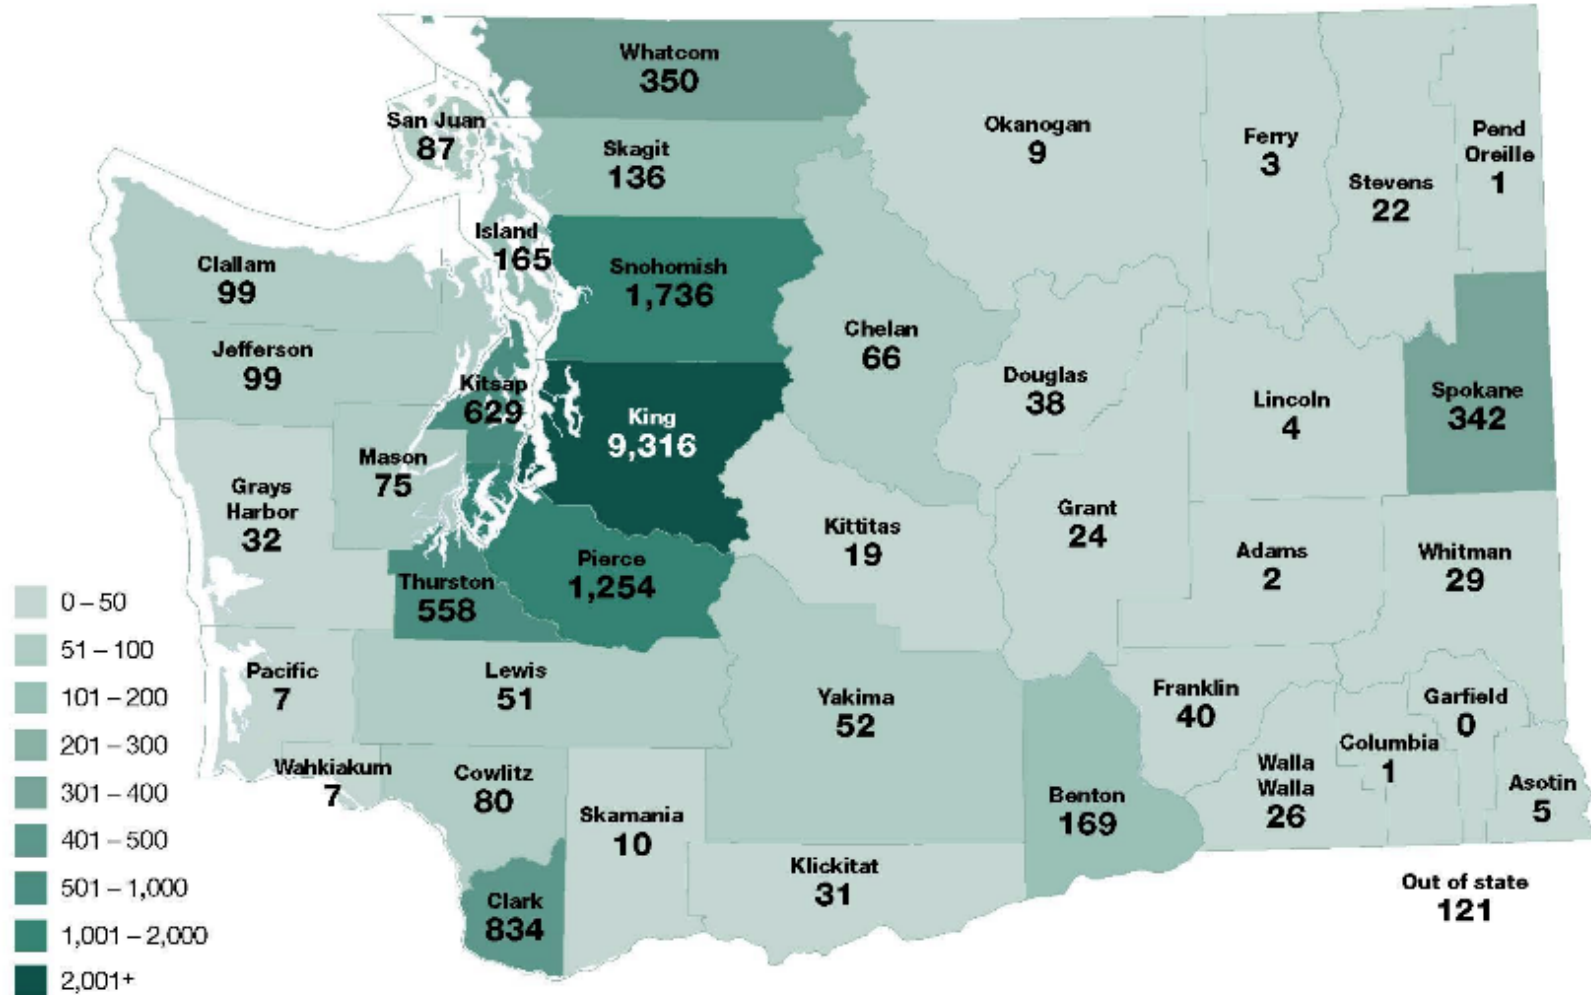 Whatcom
350
San Juan
87
Skagit
136
Okanogan
9
Ferry
3
Stevens
22
Pend
Oreille
1
Island
165
Clallam
99
Snohomish
1,736
Jefferson
99
Kitsap
629
Chelan
66
Douglas
38
Lincoln
4
Spokane
342
King
9,316
Mason
75
Grays
Harbor
32
Kittitas
19
Grant
24
Adams
2
Whitman
29
Thurston
558
Pierce
1,254
Pacific
7
Lewis
51
Yakima
52
Franklin
40
Garfield
0
Columbia
1
Walla
Walla
26
Asotin
5
Wahkiakum
7
Cowlitz
80
Skamania
10
Benton
169
Klickitat
31
Clark
834
Out of state
121
0 – 50
51 – 100
101 – 200
201 – 300
301 – 400
401 – 500
501 – 1,000
1,001 – 2,000
2,001+